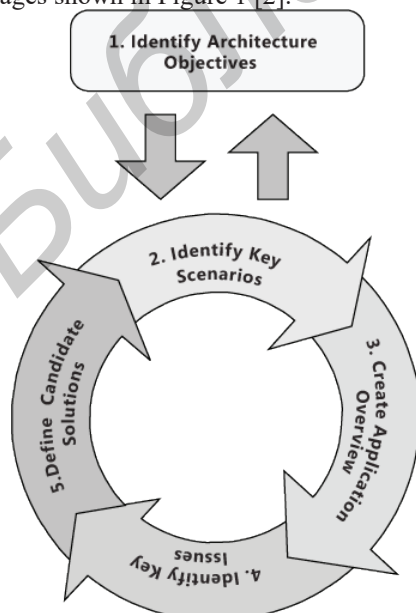 ages shown in Figure 1 [2].
1. Identify Architecture
Objectives
2. Identify Key
Scenarios
3. Create Application
Overview
4. Identify Key
Issues
5.Define Candidate
Solutions